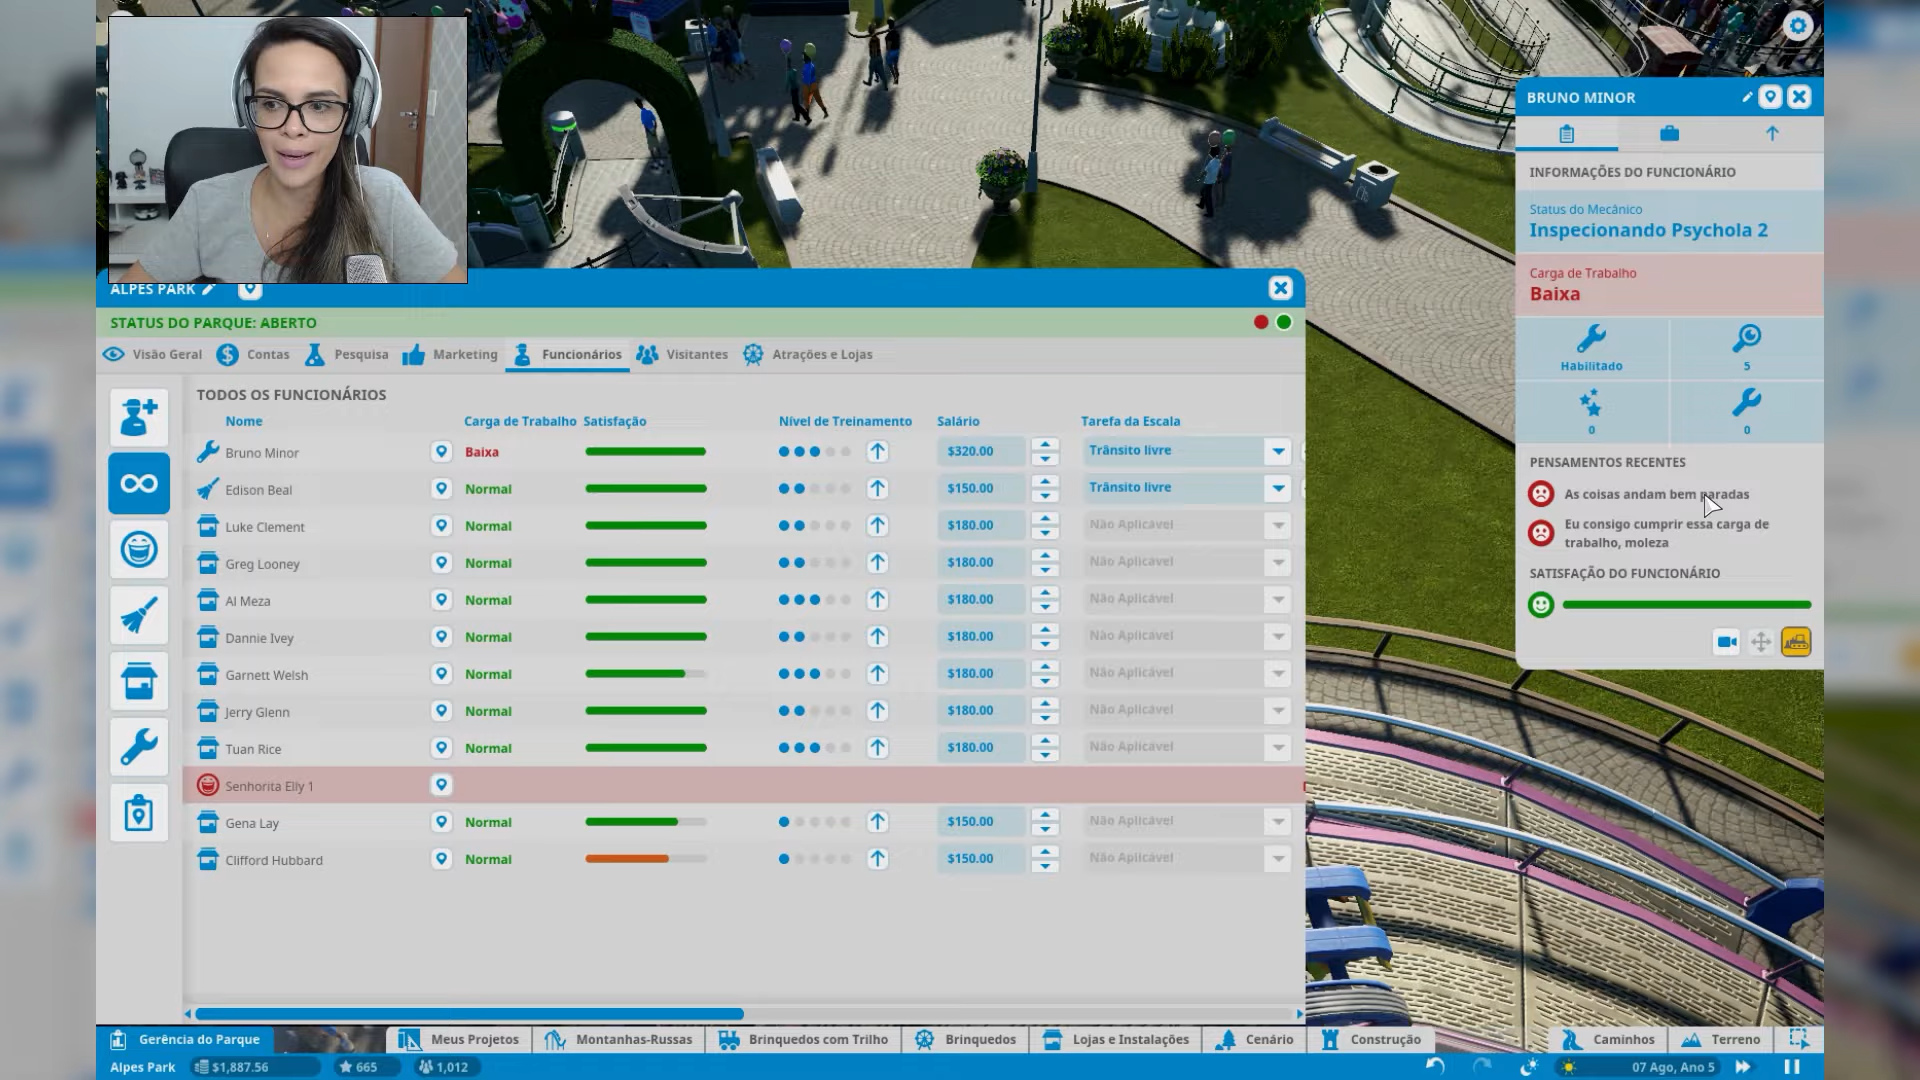 BRUNO MINOR
INFORMAÇÕES DO FUNCIONÁRIO
Status do Mecânico
Inspecionando Psychola 2
Carga de Trabalho
Baixa
Habilitado
5
0
0
PENSAMENTOS RECENTES
As coisas andam bem paradas
Eu consigo cumprir essa carga de
trabalho, moleza
SATISFAÇÃO DO FUNCIONÁRIO
ALPES PARK
STATUS DO PARQUE: ABERTO
Visão Geral Contas Pesquisa Marketing Funcionários Visitantes Atrações e Lojas
TODOS OS FUNCIONÁRIOS
Nome Carga de Trabalho Satisfação Nível de Treinamento Salário Tarefa da Escala
Bruno Minor Baixa $320.00 Trânsito livre
Edison Beal Normal $150.00 Trânsito livre
Luke Clement Normal $180.00 Não Aplicável
Greg Looney Normal $180.00 Não Aplicável
Al Meza Normal $180.00 Não Aplicável
Dannie Ivey Normal $180.00 Não Aplicável
Garnett Welsh Normal $180.00 Não Aplicável
Jerry Glenn Normal $180.00 Não Aplicável
Tuan Rice Normal $180.00 Não Aplicável
Senhorita Elly 1
Gena Lay Normal $150.00 Não Aplicável
Clifford Hubbard Normal $150.00 Não Aplicável
Gerência do Parque Meus Projetos Montanhas-Russas Brinquedos com Trilho Brinquedos Lojas e Instalações Cenário Construção Caminhos Terreno
Alpes Park $1,887.56 665 1,012 07 Ago, Ano 5